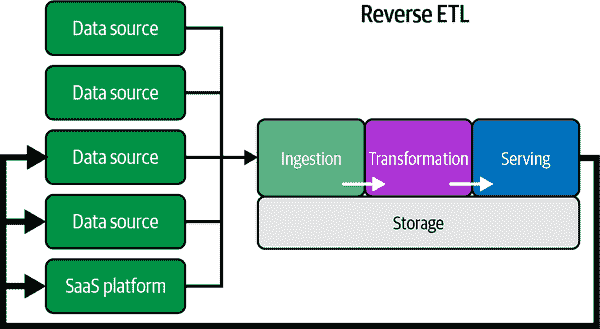 Reverse ETL
Data source
Data source
Data source
Data source
SaaS platform
Ingestion
Transformation
Serving
Storage